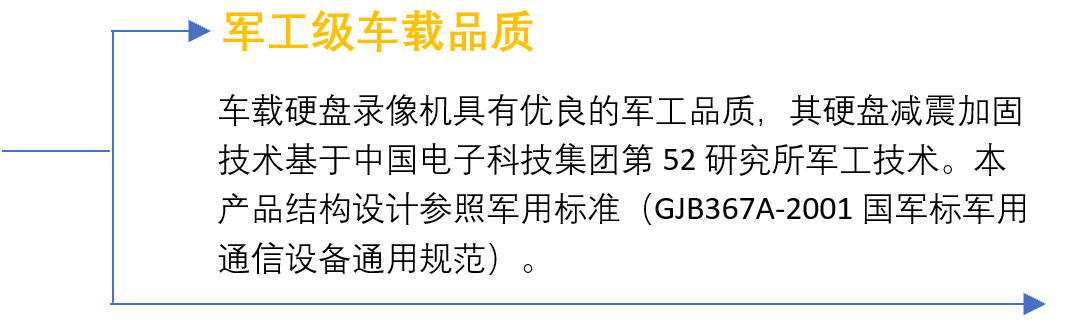 军工级车载品质
车载硬盘录像机具有优良的军工品质，其硬盘减震加固
技术基于中国电子科技集团第 52 研究所军工技术。本
产品结构设计参照军用标准（GJB367A-2001 国军标军用
通信设备通用规范）。